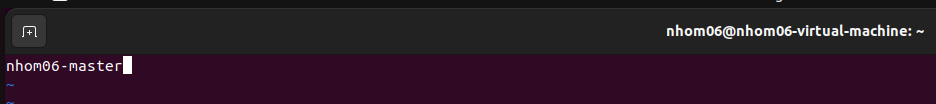 nhom06@nhom06-virtual-machine: ~
nhom06-master
~
~